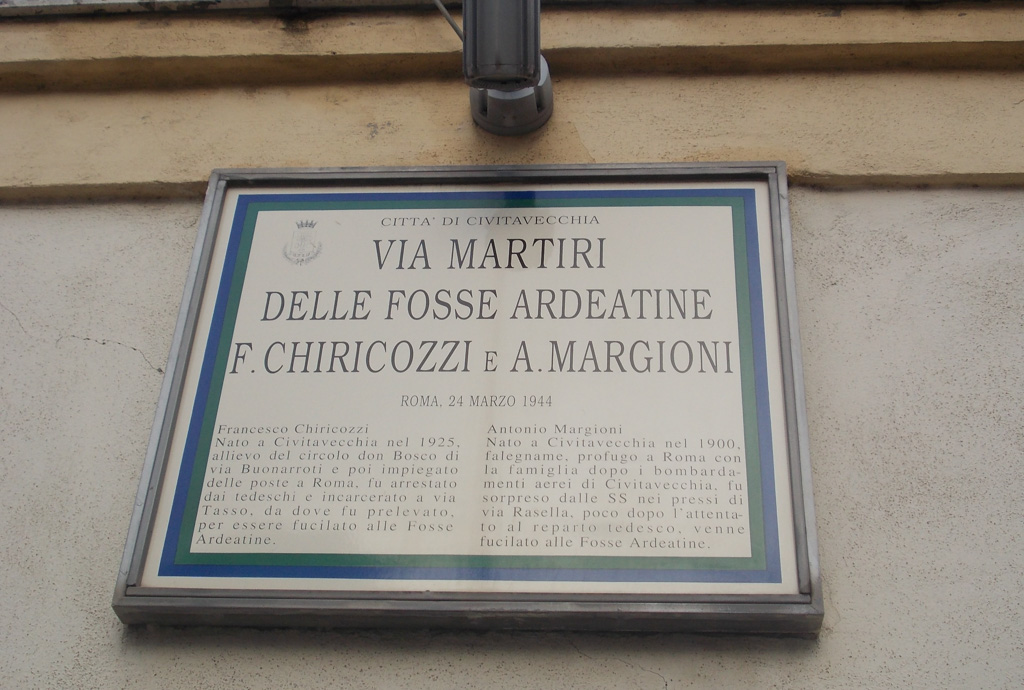 CITTA' DI CIVITAVECCHIA
VIA MARTIRI
DELLE FOSSE ARDEATINE
F. CHIRICOZZI E A. MARGIONI
ROMA, 24 MARZO 1944
Francesco Chiricozzi
Nato a Civitavecchia nel 1925,
allievo del circolo don Bosco di
via Buonarroti e poi impiegato
delle poste a Roma, fu arrestato
dai tedeschi e incarcerato a via
Tasso, da dove fu prelevato,
per essere fucilato alle Fosse
Ardeatine.
Antonio Margioni
Nato a Civitavecchia nel 1900,
falegname, profugo a Roma con
la famiglia dopo i bombarda-
menti aerei di Civitavecchia, fu
sorpreso dalle SS nei pressi di
via Rasella, poco dopo l'attenta-
to al reparto tedesco, venne
fucilato alle Fosse Ardeatine.